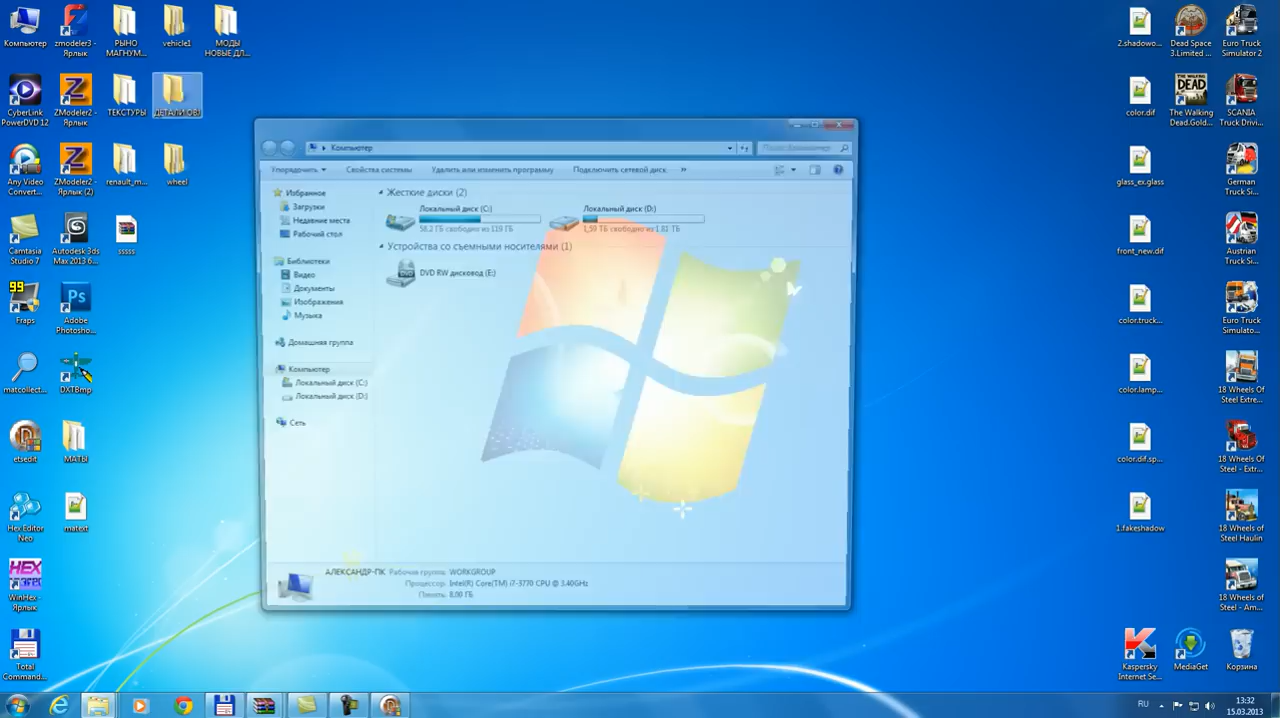 Компьютер
zmodeler3 -
Ярлык
РЫНО
МАГНУМ...
vehicle1
МОДЫ
НОВЫЕ ДЛ...
CyberLink
PowerDVD 12
ZModeler2 -
Ярлык
ТЕКСТУРЫ
Any Video
Convert...
ZModeler2 -
Ярлык (2)
renault_m...
wheel
Camtasia
Studio 7
Autodesk 3ds
Max 2013 6...
sssss
99
Fraps
Adobe
Photosho...
matcollect...
DXTBmp
etsedit
МАТЫ
Hex Editor
Neo
matext
HEX
WinHex -
Ярлык
Total
Comman...
Компьютер
Поиск: Компьютер
Упорядочить
Свойства системы
Удалить или изменить программу
Подключить сетевой диск
»
Избранное
Загрузки
Недавние места
Рабочий стол
Библиотеки
Видео
Документы
Изображения
Музыка
Домашняя группа
Компьютер
Локальный диск (C:)
Локальный диск (D:)
Сеть
Жесткие диски (2)
Локальный диск (C:)
58,2 ГБ свободно из 119 ГБ
Локальный диск (D:)
1,59 ТБ свободно из 1,81 ТБ
Устройства со съемными носителями (1)
DVD
DVD RW дисковод (E:)
АЛЕКСАНДР-ПК Рабочая группа: WORKGROUP
Процессор: Intel(R) Core(TM) i7-3770 CPU @ 3.40GHz
Память: 8,00 ГБ
2.shadowo...
Dead Space
3.Limited ...
Euro Truck
Simulator 2
color.dif
THE WALKING
DEAD
The Walking
Dead.Gold...
SCANIA
Truck Drivi...
glass_ex.glass
German
Truck Si...
front_new.dif
Austrian
Truck Si...
color.truck...
Euro Truck
Simulato...
color.lamp...
18 Wheels Of
Steel Extre...
color.dif.sp...
18 Wheels Of
Steel - Extr...
1.fakeshadow
18 Wheels of
Steel Haulin
18 Wheels of
Steel - Am...
Kaspersky
Internet Se...
MediaGet
Корзина
RU
13:32
15.03.2013